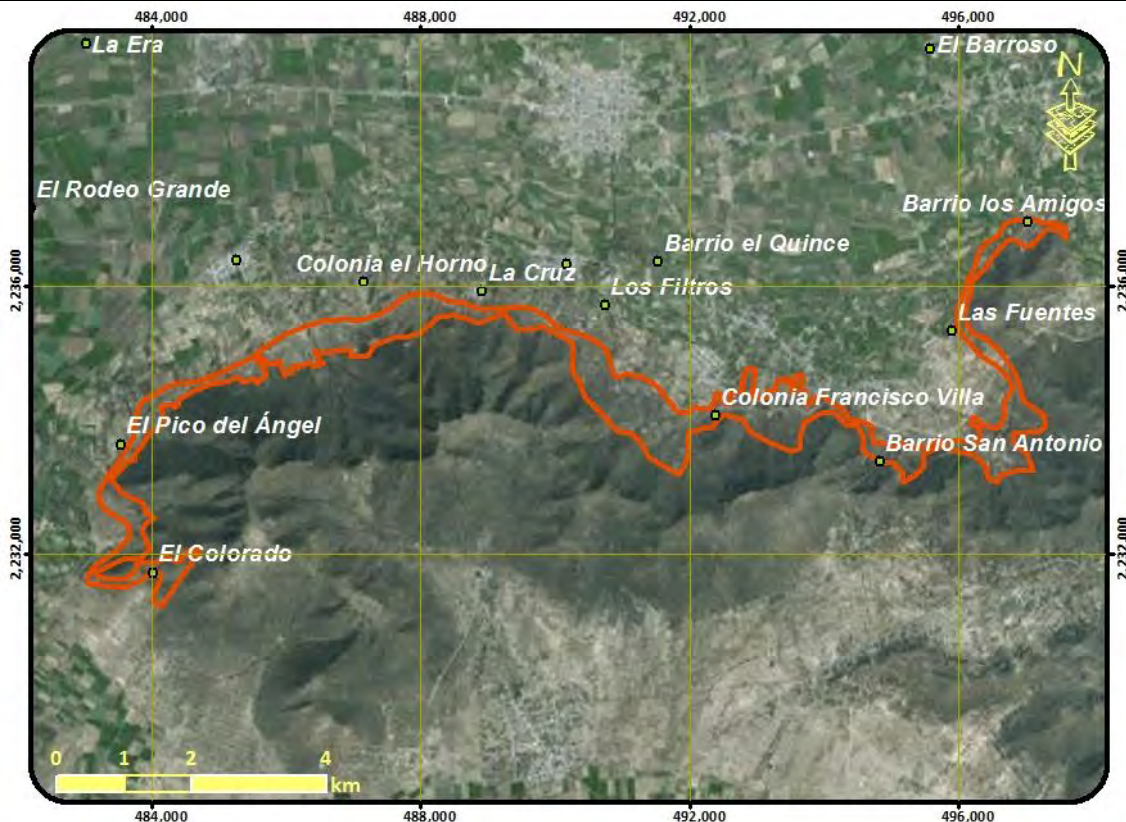 484,000 488,000 492,000 496,000
La Era
El Barroso
N
El Rodeo Grande
Barrio los Amigos
Barrio el Quince
Colonia el Horno
La Cruz
2,236,000
2,236,000
Los Filtros
Las Fuentes
Colonia Francisco Villa
El Pico del Ángel
Barrio San Antonio
2,232,000
El Colorado
2,232,000
0 1 2 4
km
484,000 488,000 492,000 496,000